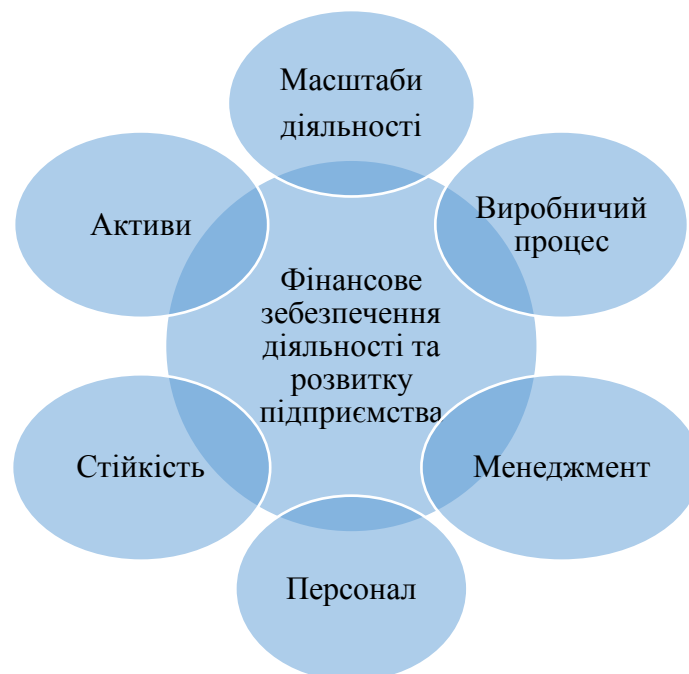 Масштаби
діяльності
Виробничий
процес
Активи
Фінансове
зебезпечення
діяльності та
розвитку
підприємства
Стійкість
Менеджмент
Персонал